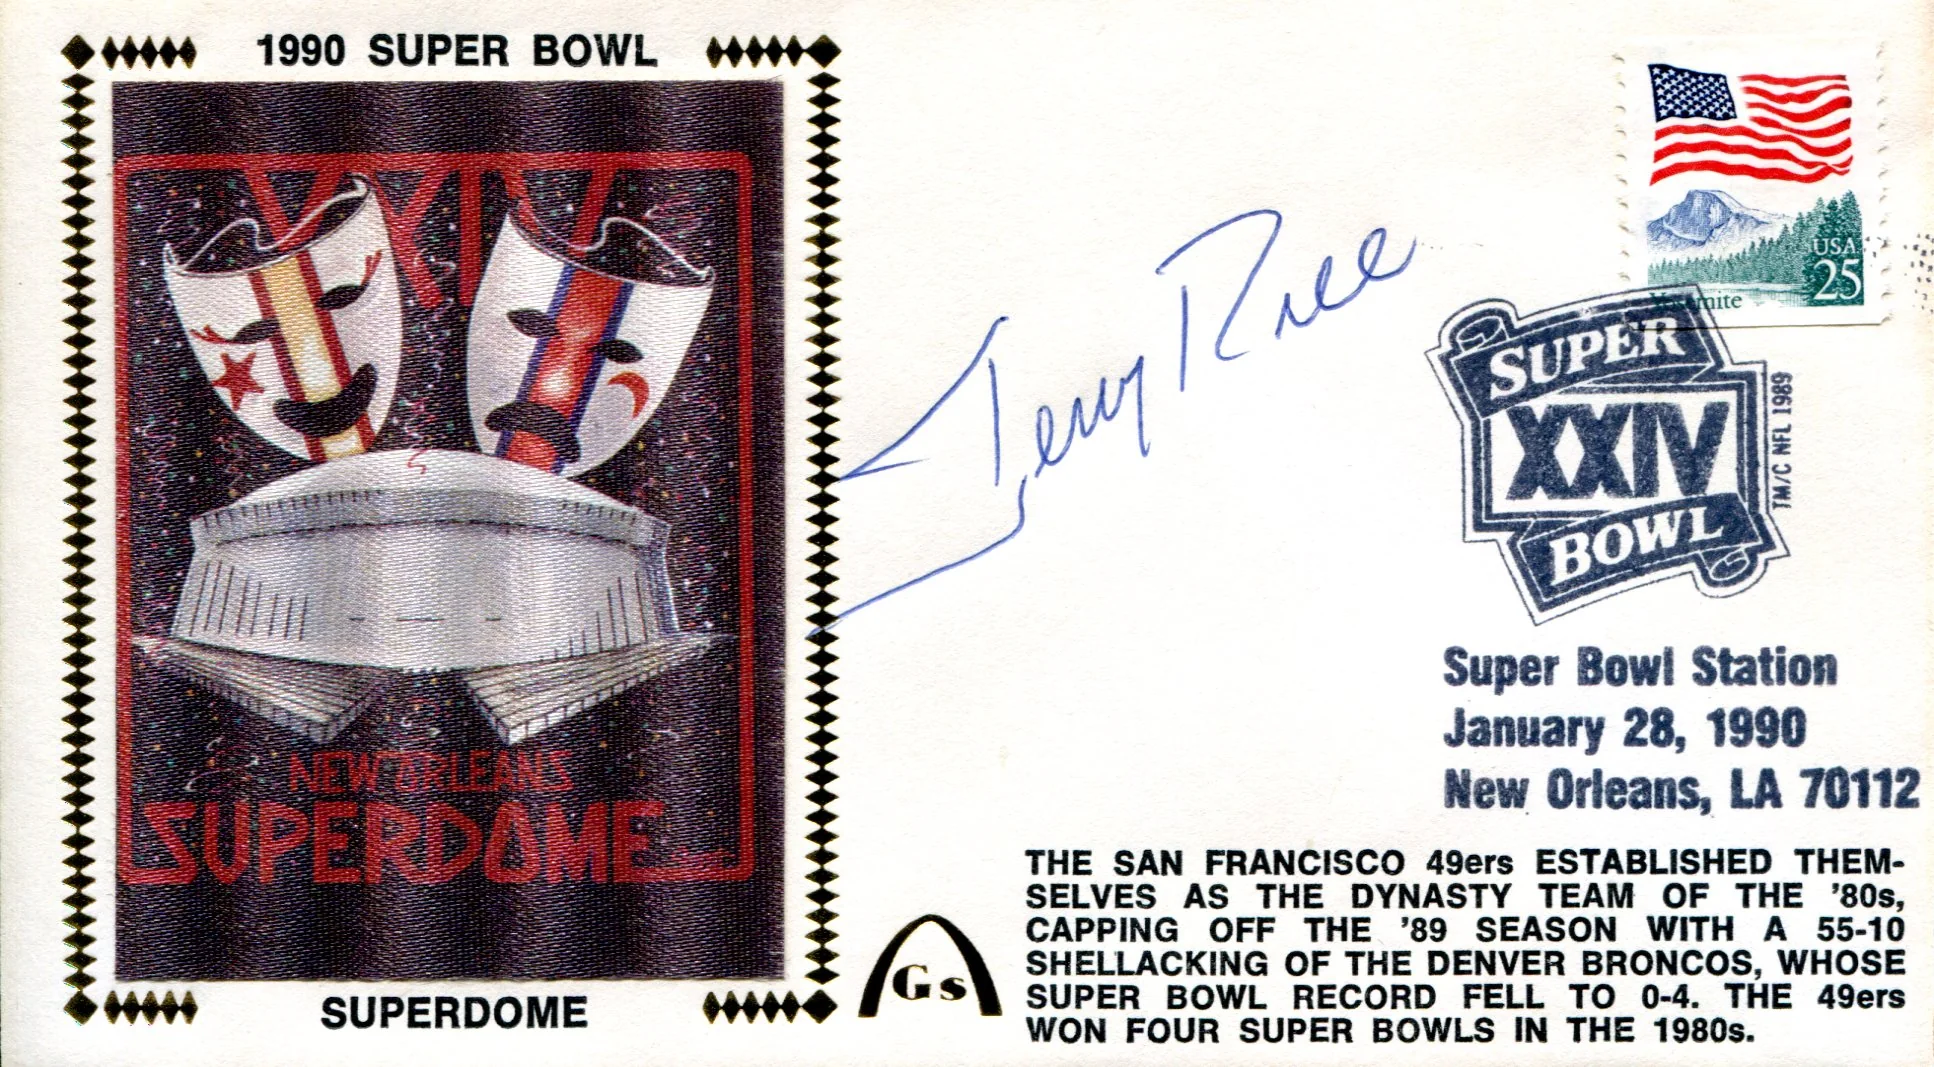 1990 SUPER BOWL
XXIV
NEW ORLEANS
SUPERDOME
SUPERDOME
Jerry Rice
USA
25
Yosemite
SUPER
XXIV
BOWL
TM/C NFL 1989
Super Bowl Station
January 28, 1990
New Orleans, LA 70112
Gs
THE SAN FRANCISCO 49ers ESTABLISHED THEM-
SELVES AS THE DYNASTY TEAM OF THE '80s,
CAPPING OFF THE '89 SEASON WITH A 55-10
SHELLACKING OF THE DENVER BRONCOS, WHOSE
SUPER BOWL RECORD FELL TO 0-4. THE 49ers
WON FOUR SUPER BOWLS IN THE 1980s.